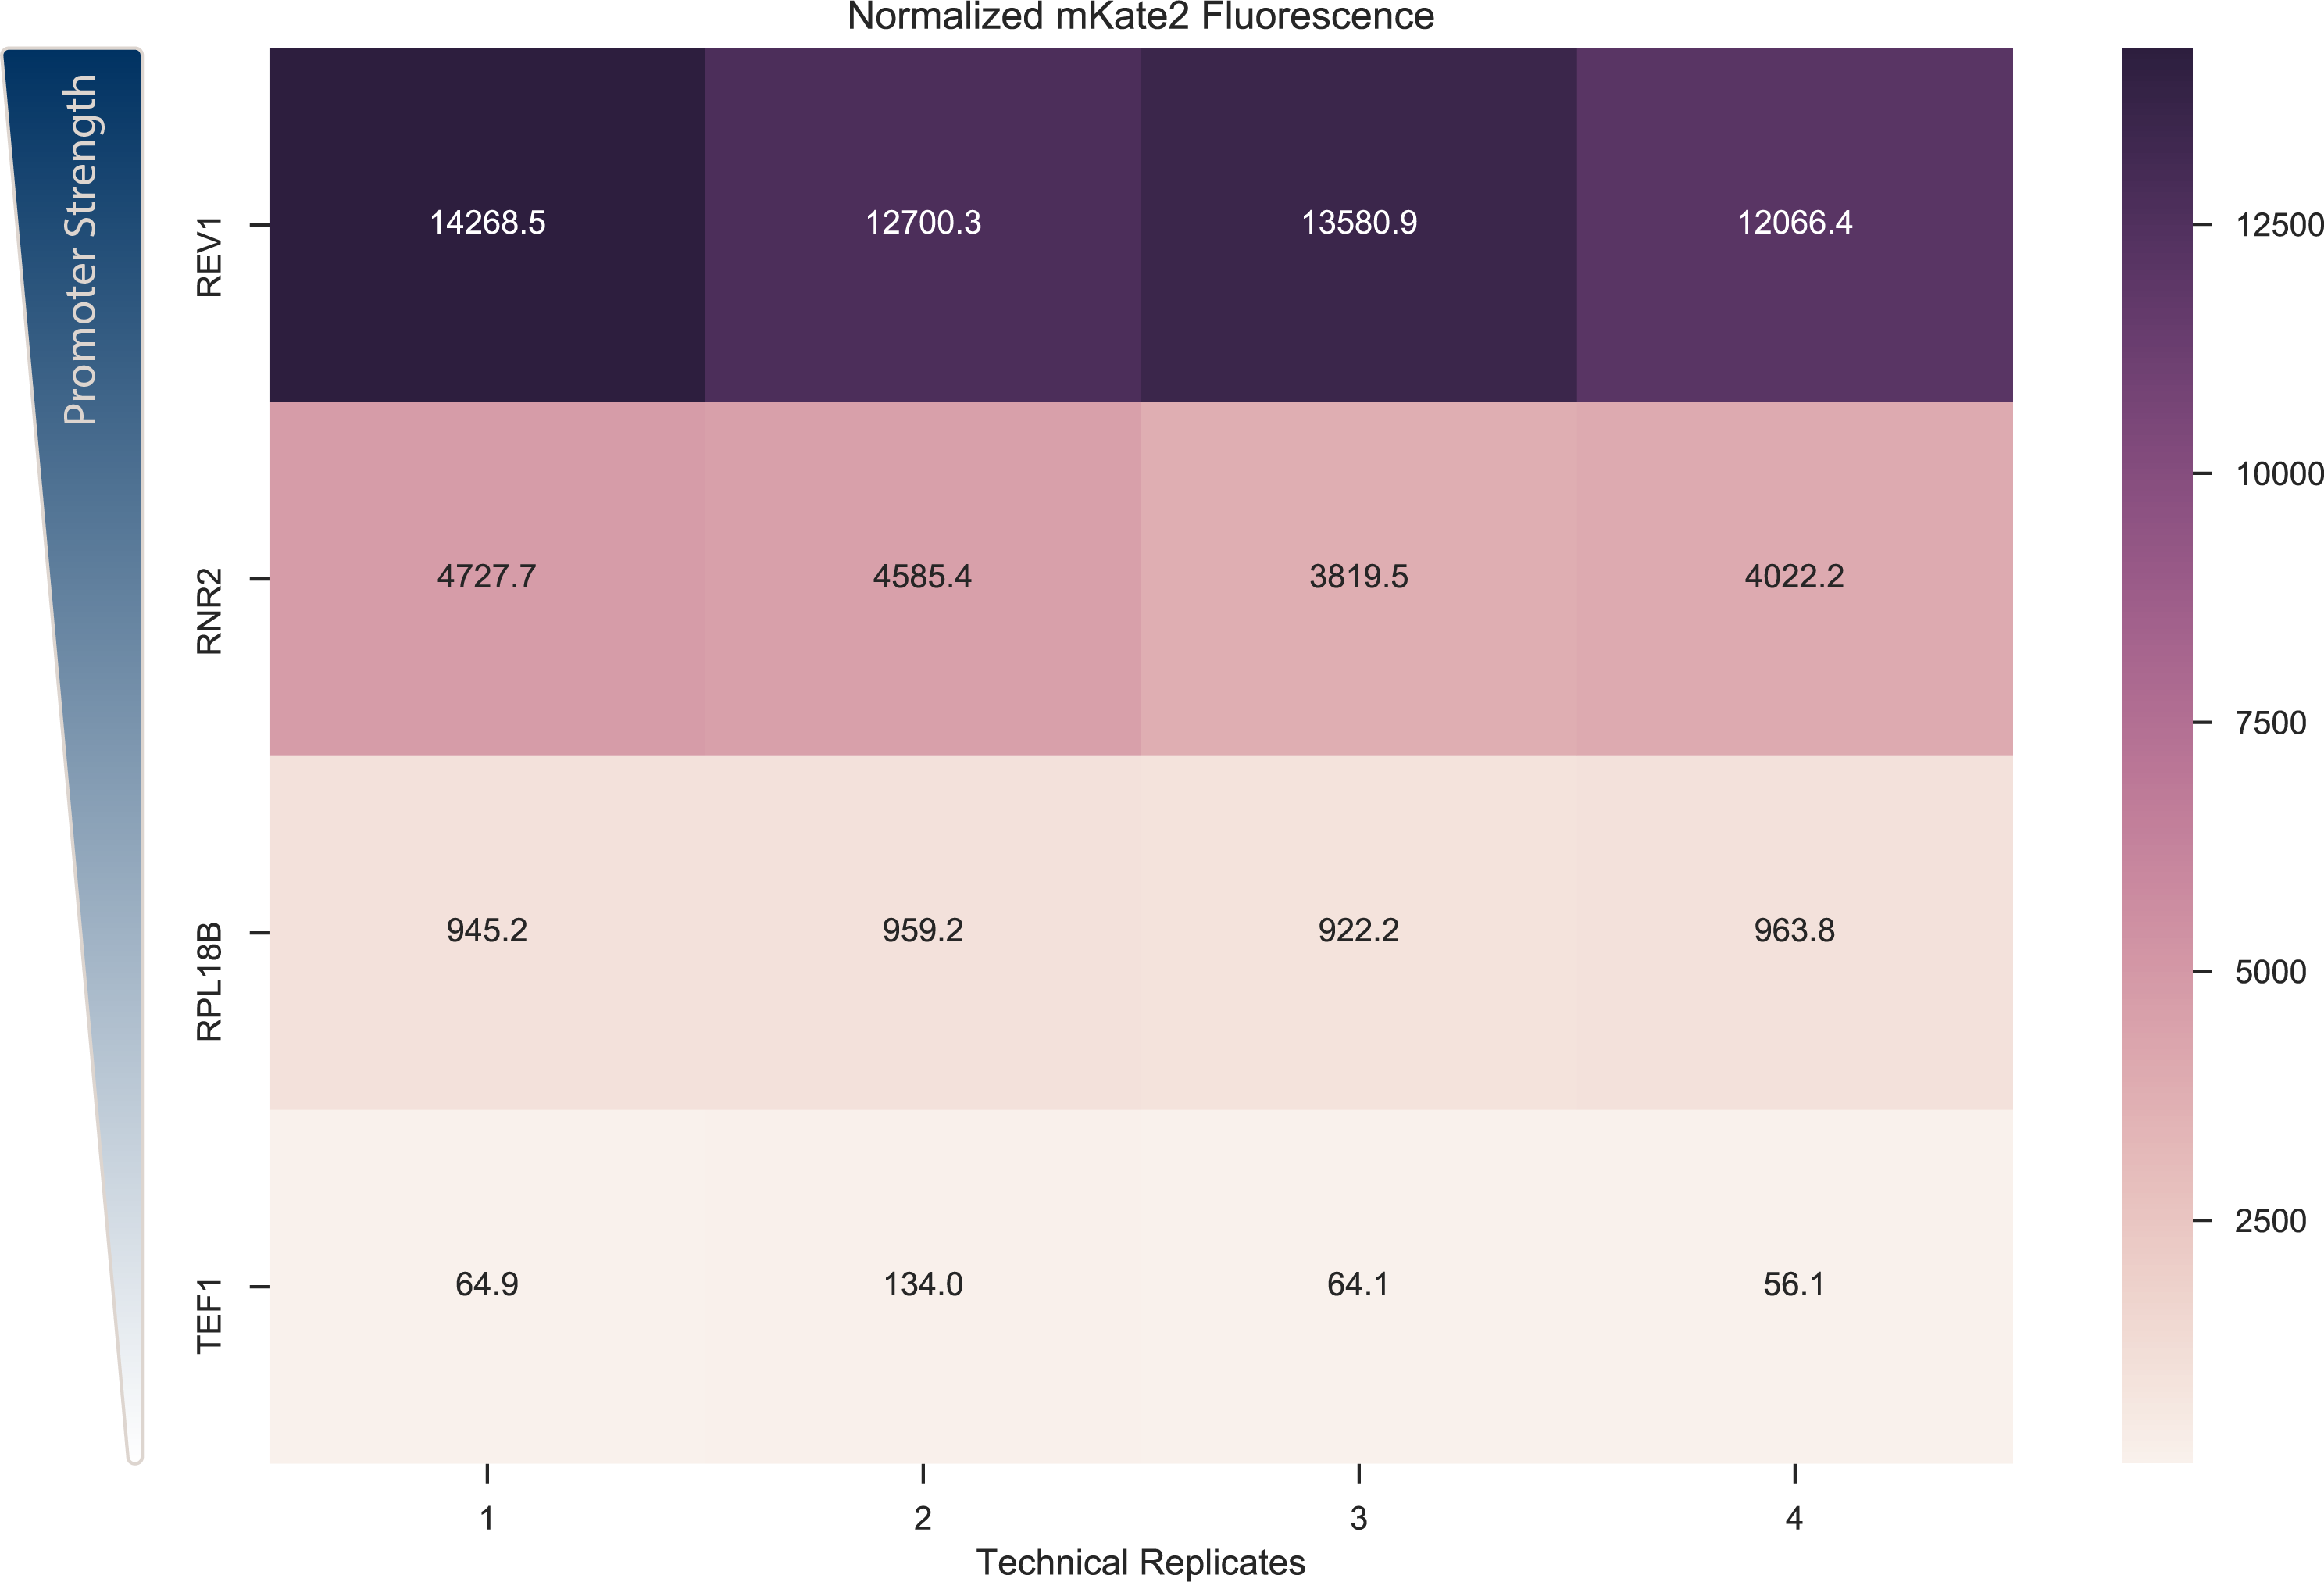 Normalized mKate2 Fluorescence
Promoter Strength
REV1
14268.5 12700.3 13580.9 12066.4
RNR2
4727.7 4585.4 3819.5 4022.2
RPL18B
945.2 959.2 922.2 963.8
TEF1
64.9 134.0 64.1 56.1
1 2 3 4
Technical Replicates
12500
10000
7500
5000
2500